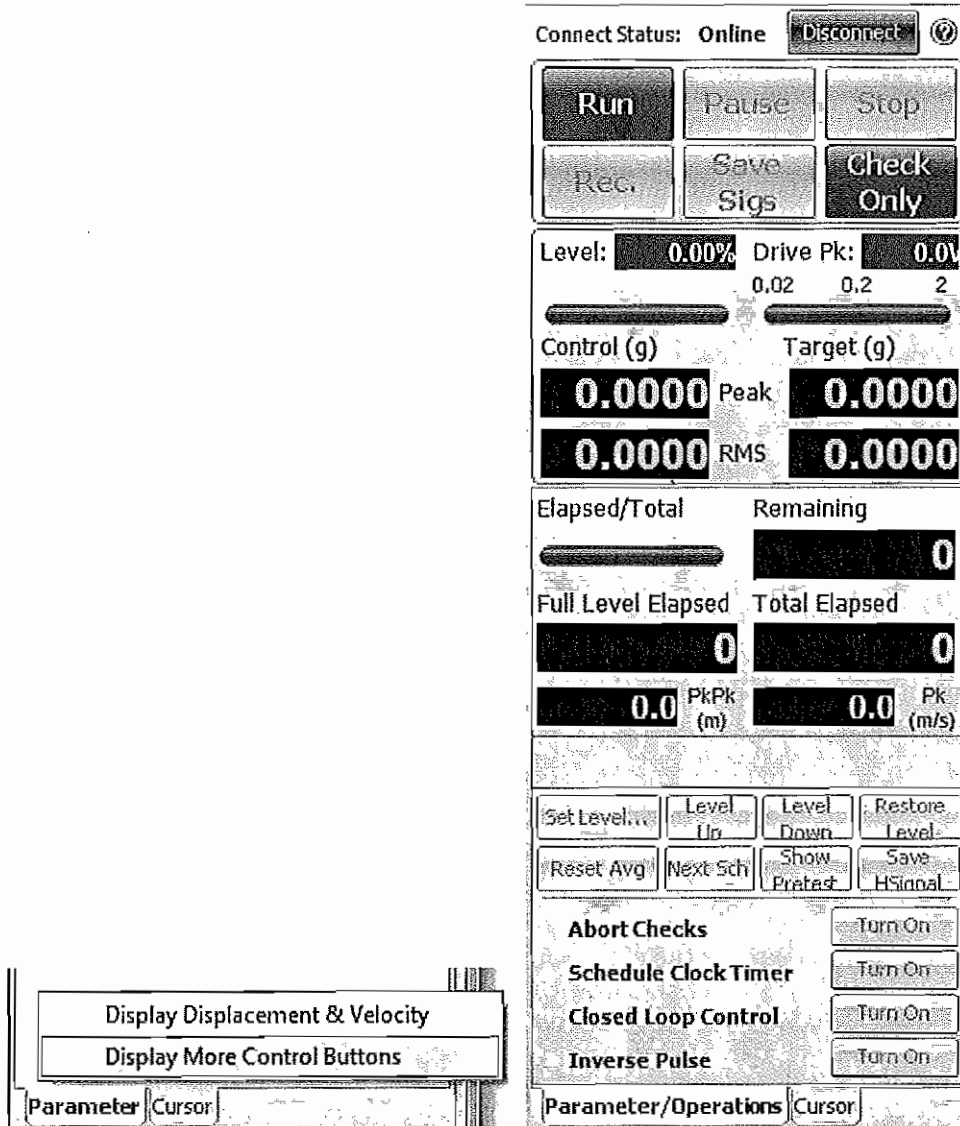 Connect Status: Online Disconnect
Run Pause Stop
Rec. Save Sigs Check Only
Level: 0.00% Drive Pk: 0.0V
0.02 0.2 2
Control (g) Target (g)
0.0000 Peak 0.0000
0.0000 RMS 0.0000
Elapsed/Total Remaining
0
Full Level Elapsed Total Elapsed
0 0
0.0 PkPk (m) 0.0 Pk (m/s)
Set Level... Level Up Level Down Restore Level
Reset Avg Next Sch Show Pretest Save HSignal
Abort Checks Turn On
Schedule Clock Timer Turn On
Closed Loop Control Turn On
Inverse Pulse Turn On
Parameter/Operations Cursor
Display Displacement & Velocity
Display More Control Buttons
Parameter Cursor